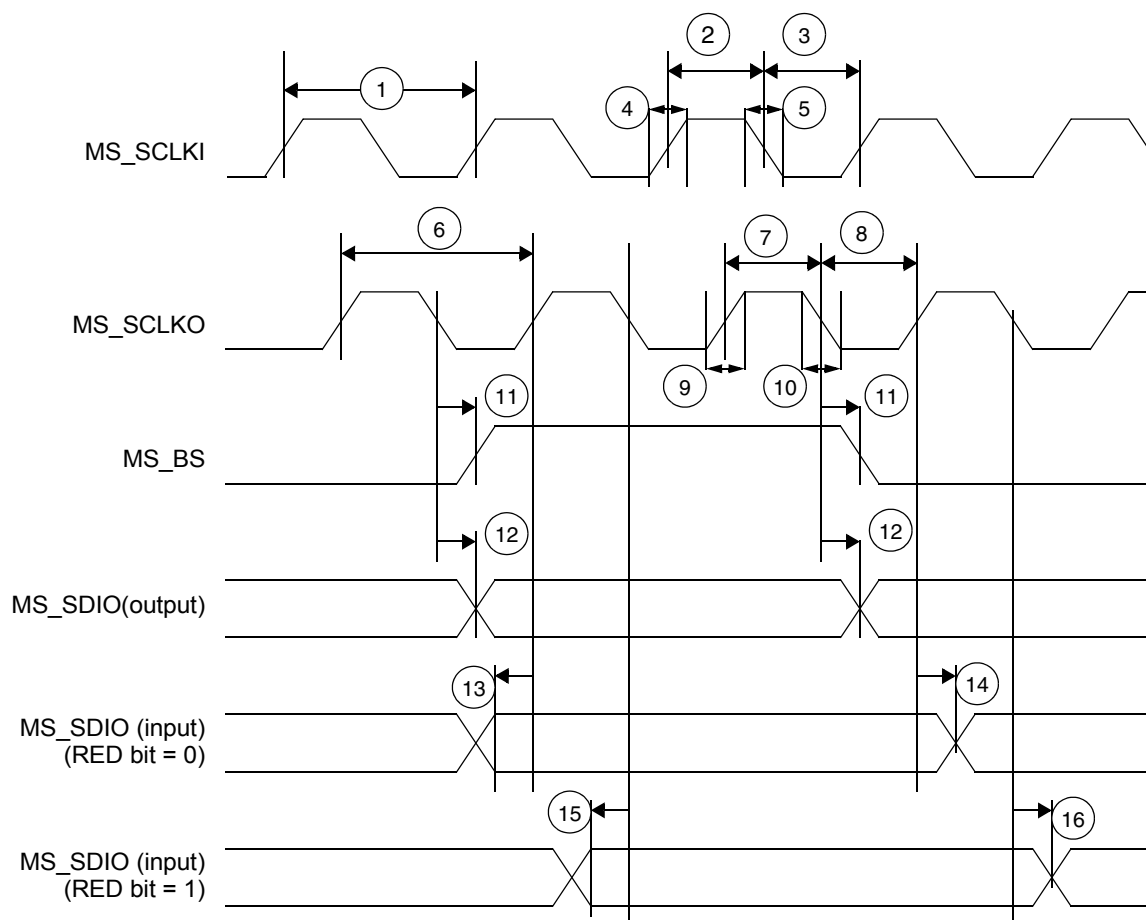 2
3
1
4
5
MS_SCLKI
6
7
8
MS_SCLKO
9
10
11
11
MS_BS
12
12
MS_SDIO(output)
13
14
MS_SDIO (input)
(RED bit = 0)
15
16
MS_SDIO (input)
(RED bit = 1)